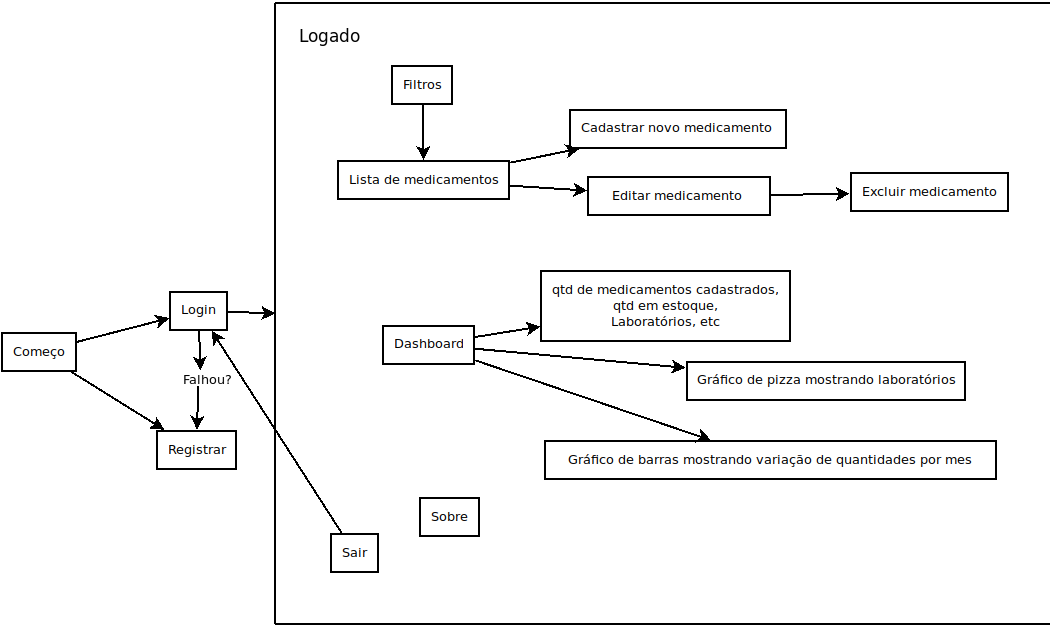 Logado
Filtros
Cadastrar novo medicamento
Lista de medicamentos
Editar medicamento
Excluir medicamento
qtd de medicamentos cadastrados,
qtd em estoque,
Laboratórios, etc
Login
Dashboard
Começo
Falhou?
Gráfico de pizza mostrando laboratórios
Registrar
Gráfico de barras mostrando variação de quantidades por mes
Sobre
Sair